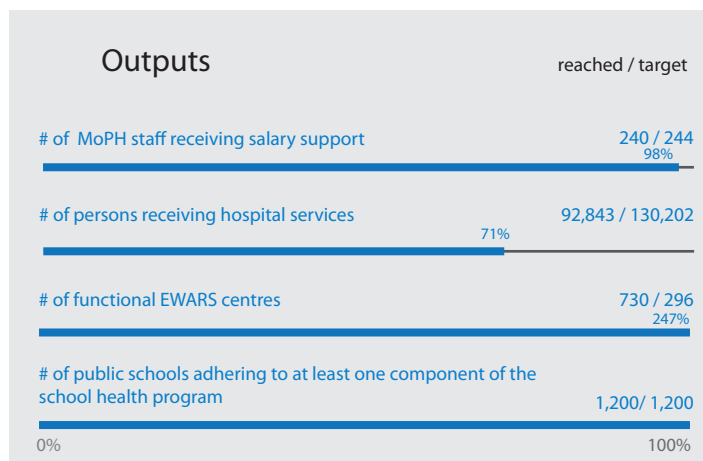 Outputs
reached / target
# of  MoPH staff receiving salary support
240 / 244
98%
# of persons receiving hospital services
92,843 / 130,202
71%
# of functional EWARS centres
730 / 296
247%
# of public schools adhering to at least one component of the
school health program
1,200/ 1,200
0%
100%